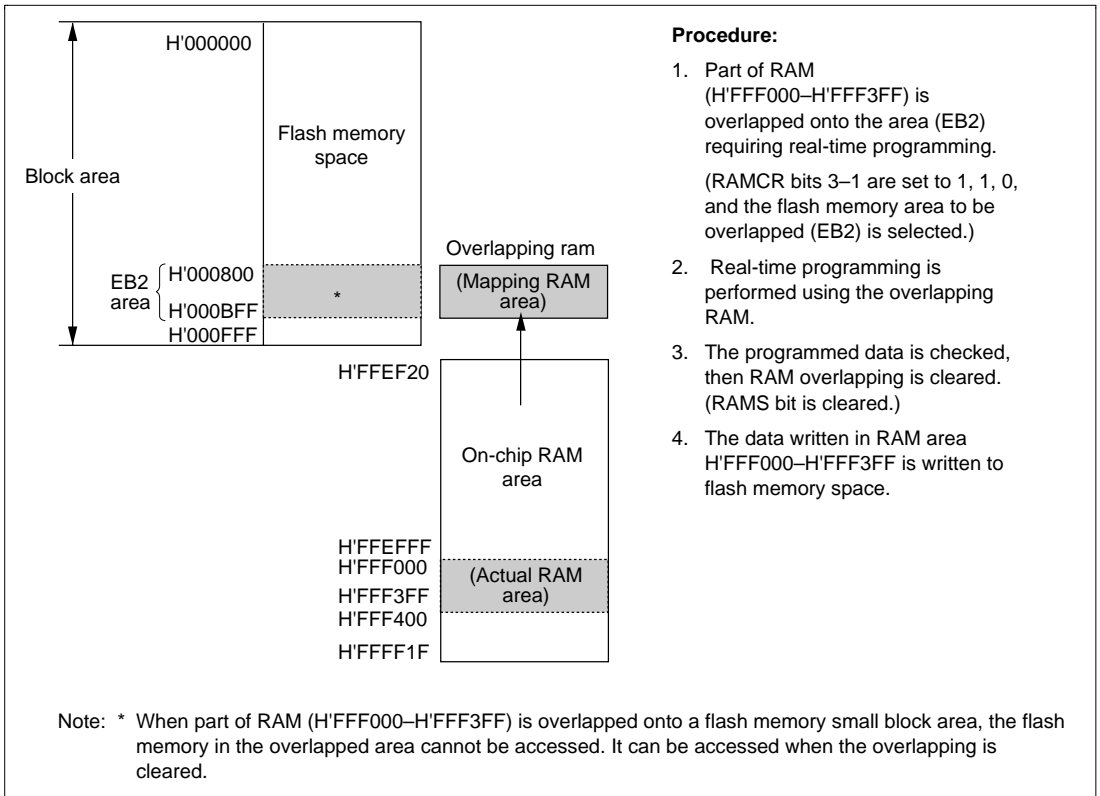 H'000000
Flash memory
space
Block area
EB2
area
H'000800
H'000BFF
H'000FFF
*
Overlapping ram
(Mapping RAM
area)
H'FFEF20
On-chip RAM
area
H'FFEFFF
H'FFF000
H'FFF3FF
H'FFF400
H'FFFF1F
(Actual RAM
area)
Procedure:
1. Part of RAM
(H'FFF000–H'FFF3FF) is
overlapped onto the area (EB2)
requiring real-time programming.
(RAMCR bits 3–1 are set to 1, 1, 0,
and the flash memory area to be
overlapped (EB2) is selected.)
2. Real-time programming is
performed using the overlapping
RAM.
3. The programmed data is checked,
then RAM overlapping is cleared.
(RAMS bit is cleared.)
4. The data written in RAM area
H'FFF000–H'FFF3FF is written to
flash memory space.
Note: * When part of RAM (H'FFF000–H'FFF3FF) is overlapped onto a flash memory small block area, the flash
memory in the overlapped area cannot be accessed. It can be accessed when the overlapping is
cleared.